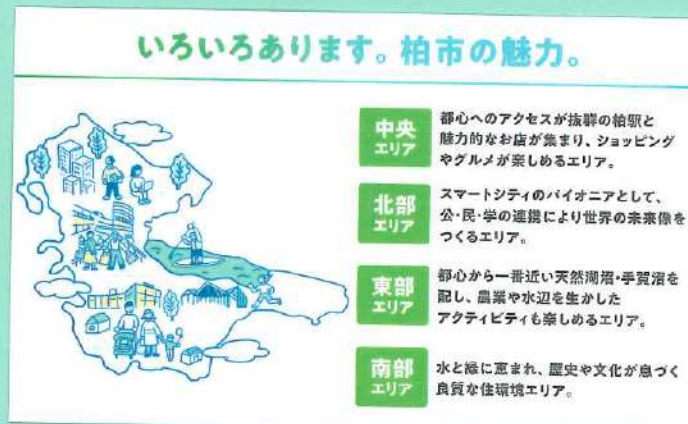 いろいろあります。柏市の魅力。
中央
エリア
都心へのアクセスが抜群の柏駅と
魅力的なお店が集まり、ショッピング
やグルメが楽しめるエリア。
北部
エリア
スマートシティのパイオニアとして、
公・民・学の連携により世界の未来像を
つくるエリア。
東部
エリア
都心から一番近い天然湖沼・手賀沼を
配し、農業や水辺を生かした
アクティビティも楽しめるエリア。
南部
エリア
水と緑に恵まれ、歴史や文化が息づく
良質な住環境エリア。